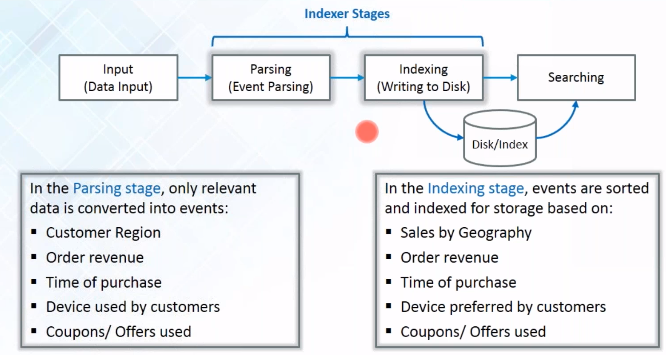 Indexer Stages
Input
(Data Input)
Parsing
(Event Parsing)
Indexing
(Writing to Disk)
Searching
Disk/Index
In the Parsing stage, only relevant
data is converted into events:
▪ Customer Region
▪ Order revenue
▪ Time of purchase
▪ Device used by customers
▪ Coupons/ Offers used
In the Indexing stage, events are sorted
and indexed for storage based on:
▪ Sales by Geography
▪ Order revenue
▪ Time of purchase
▪ Device preferred by customers
▪ Coupons/ Offers used